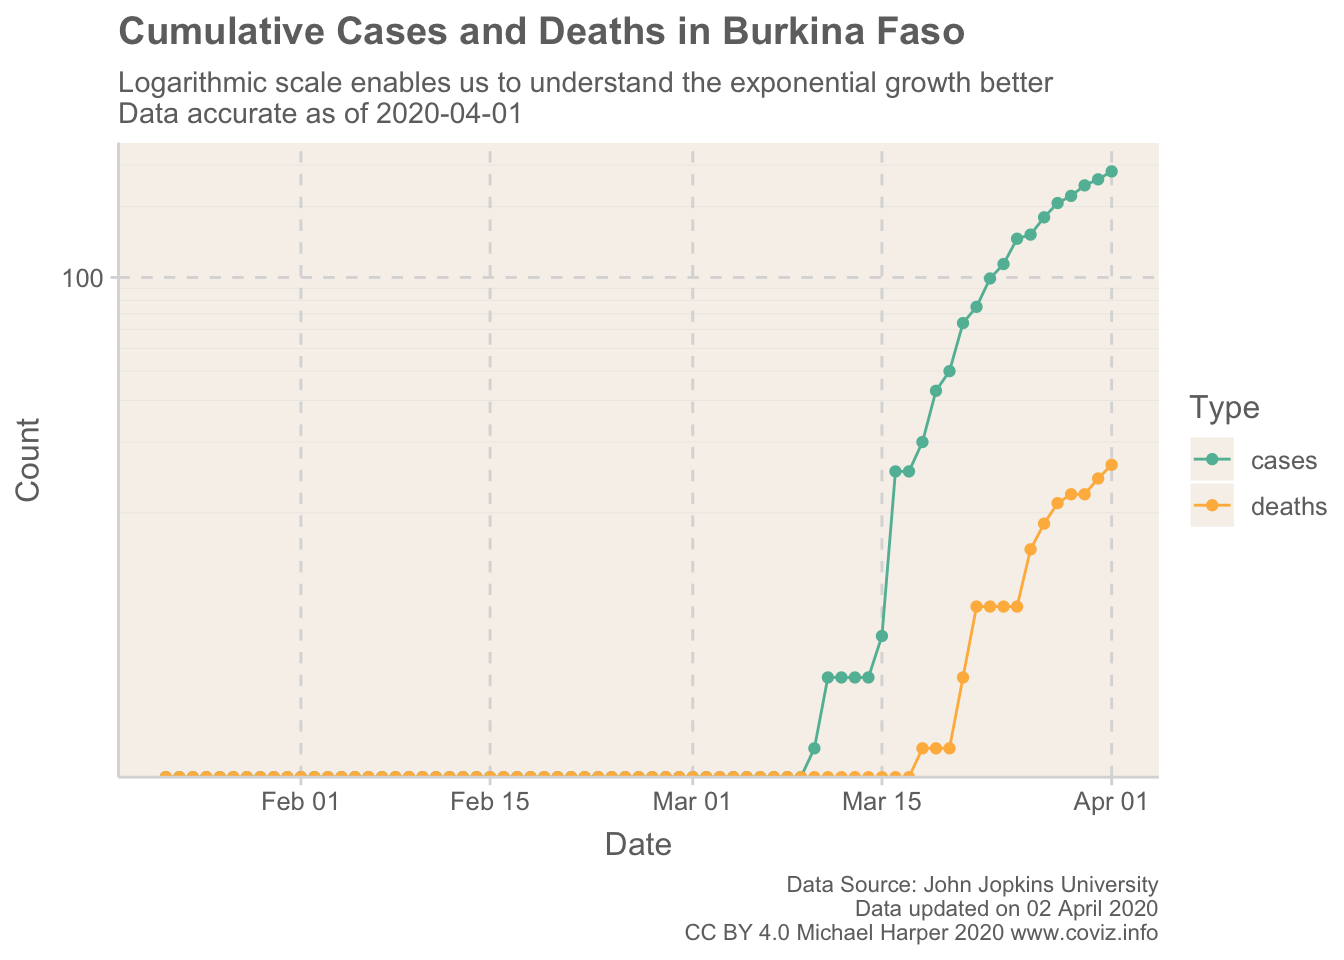 Cumulative Cases and Deaths in Burkina Faso
Logarithmic scale enables us to understand the exponential growth better
Data accurate as of 2020-04-01
100
Count
Feb 01
Feb 15
Mar 01
Mar 15
Apr 01
Date
Type
cases
deaths
Data Source: John Jopkins University
Data updated on 02 April 2020
CC BY 4.0 Michael Harper 2020 www.coviz.info